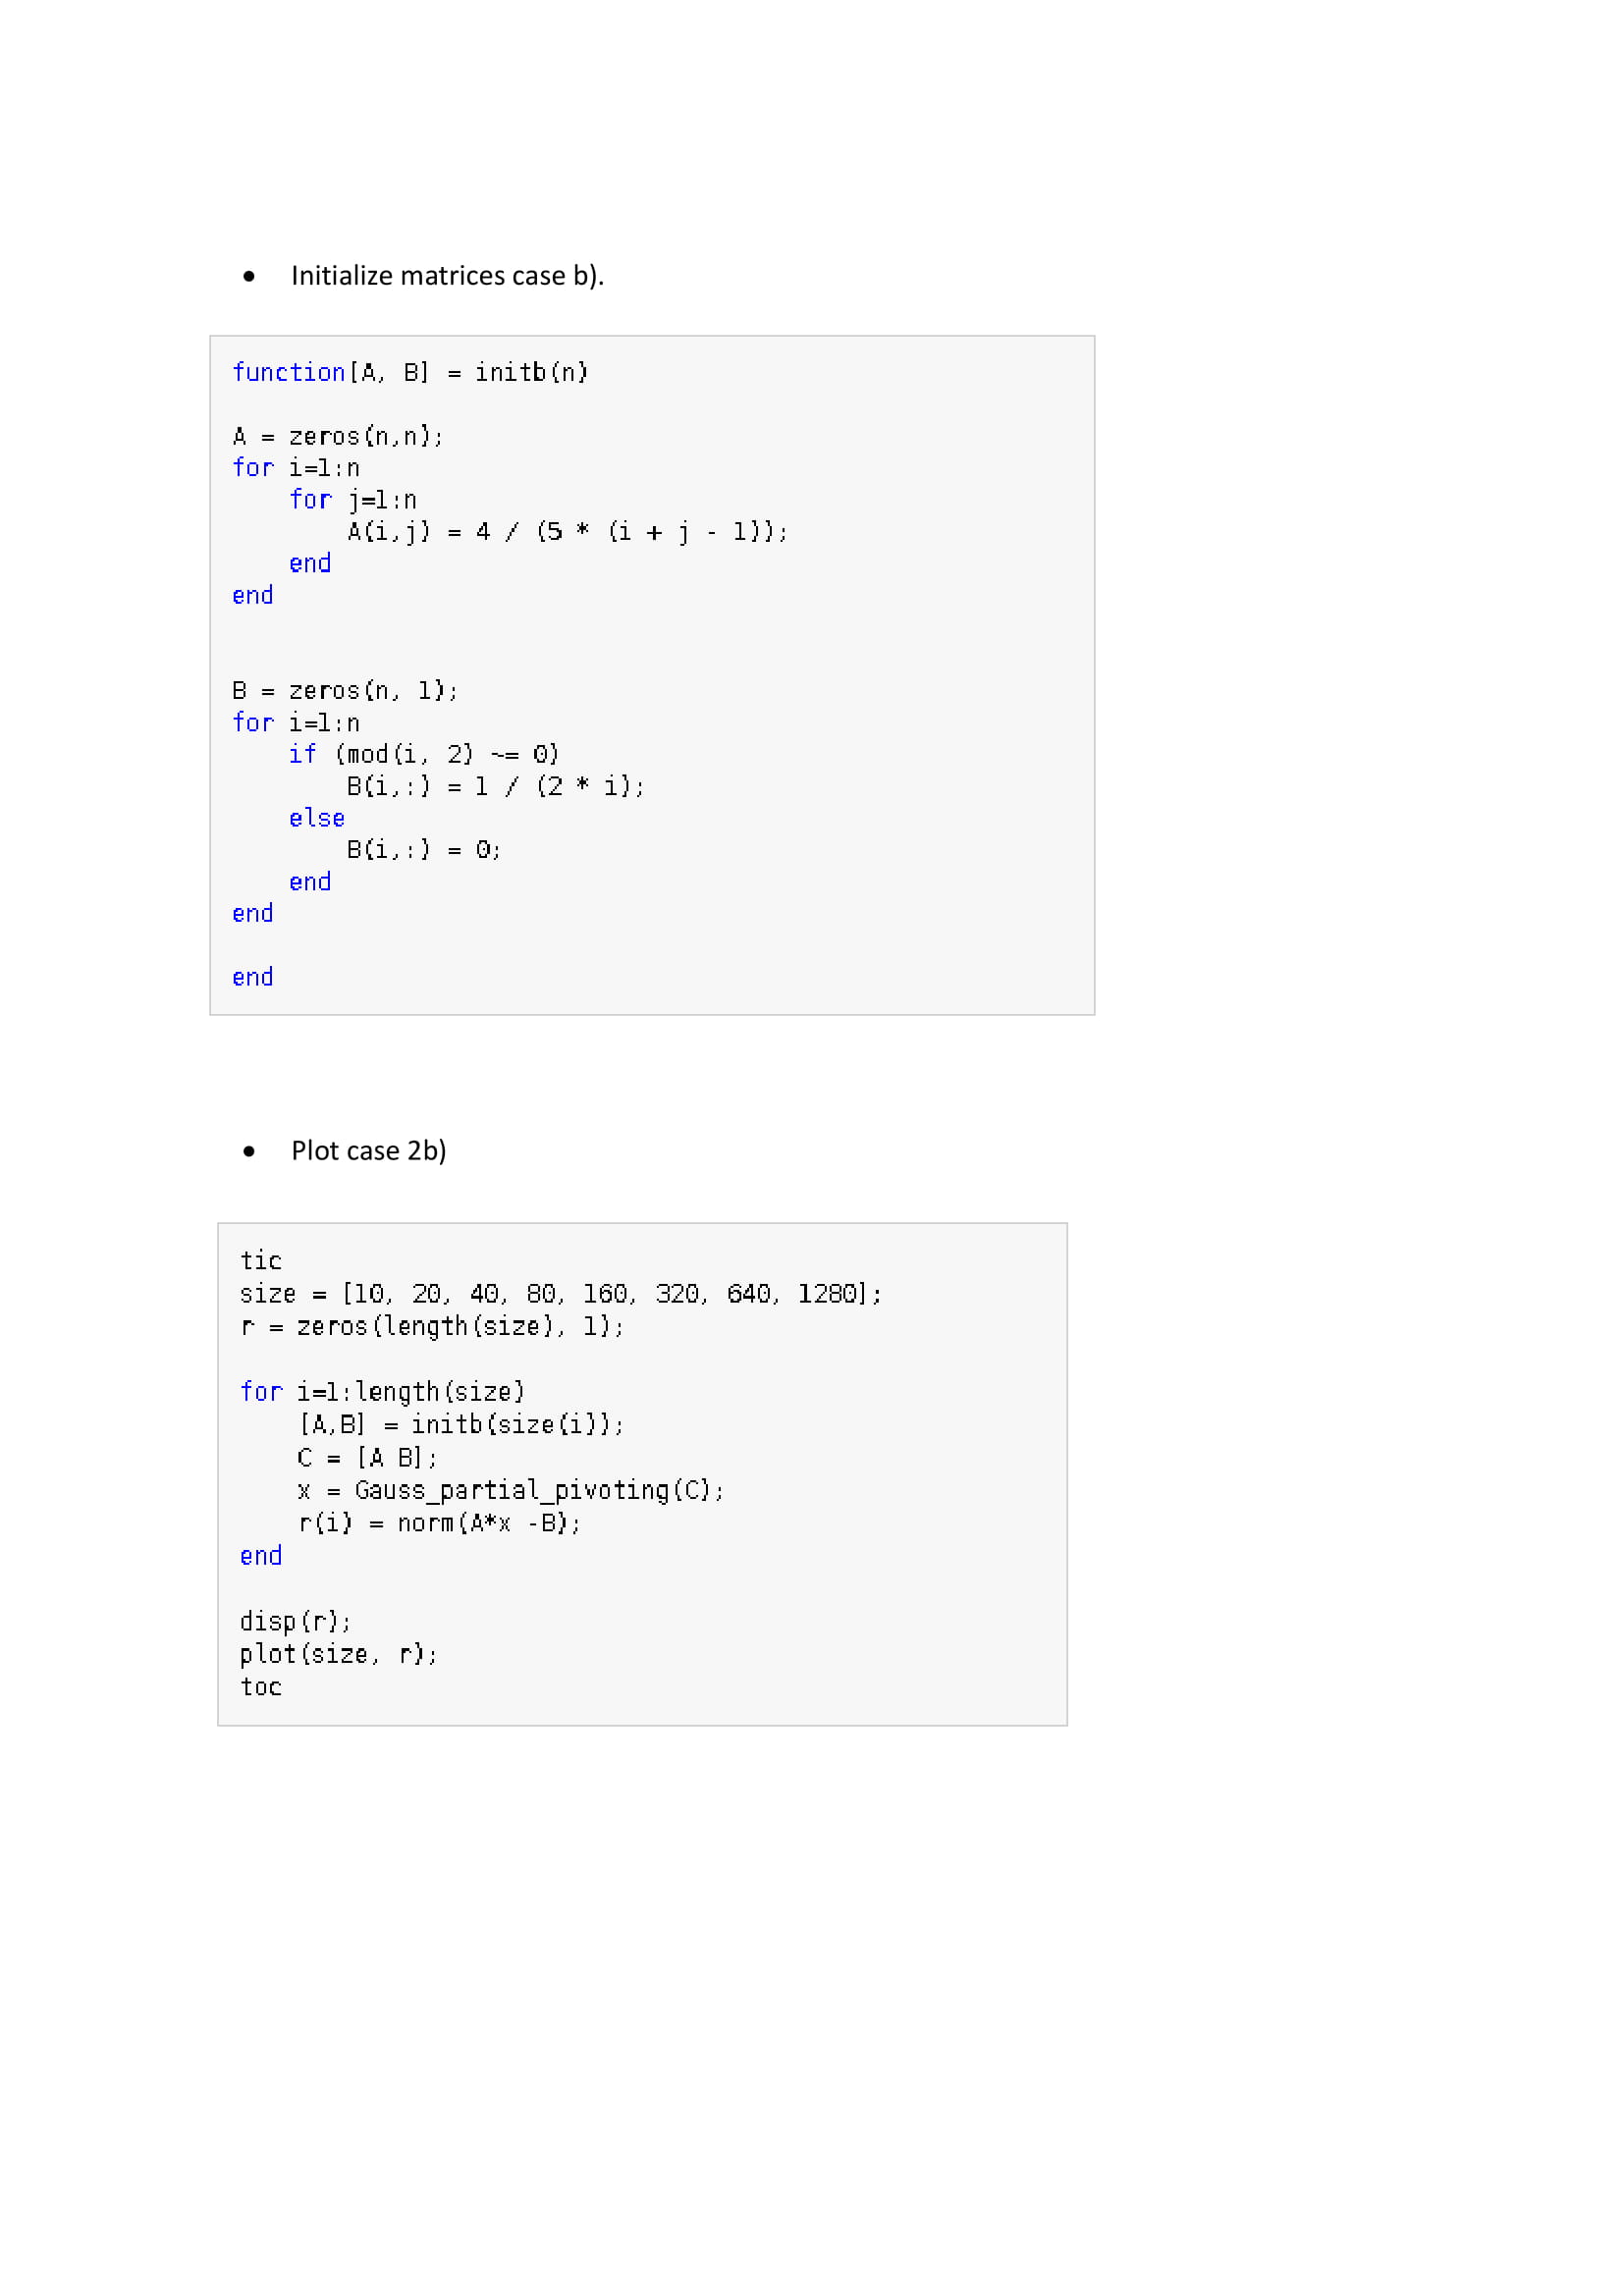 • Initialize matrices case b).
function[A, B] = initb(n)
A = zeros(n,n);
for i=1:n
    for j=1:n
        A(i,j) = 4 / (5 * (i + j - 1));
    end
end
B = zeros(n, 1);
for i=1:n
    if (mod(i, 2) ~= 0)
        B(i,:) = 1 / (2 * i);
    else
        B(i,:) = 0;
    end
end
end
• Plot case 2b)
tic
size = [10, 20, 40, 80, 160, 320, 640, 1280];
r = zeros(length(size), 1);
for i=1:length(size)
    [A,B] = initb(size(i));
    C = [A B];
    x = Gauss_partial_pivoting(C);
    r(i) = norm(A*x -B);
end
disp(r);
plot(size, r);
toc